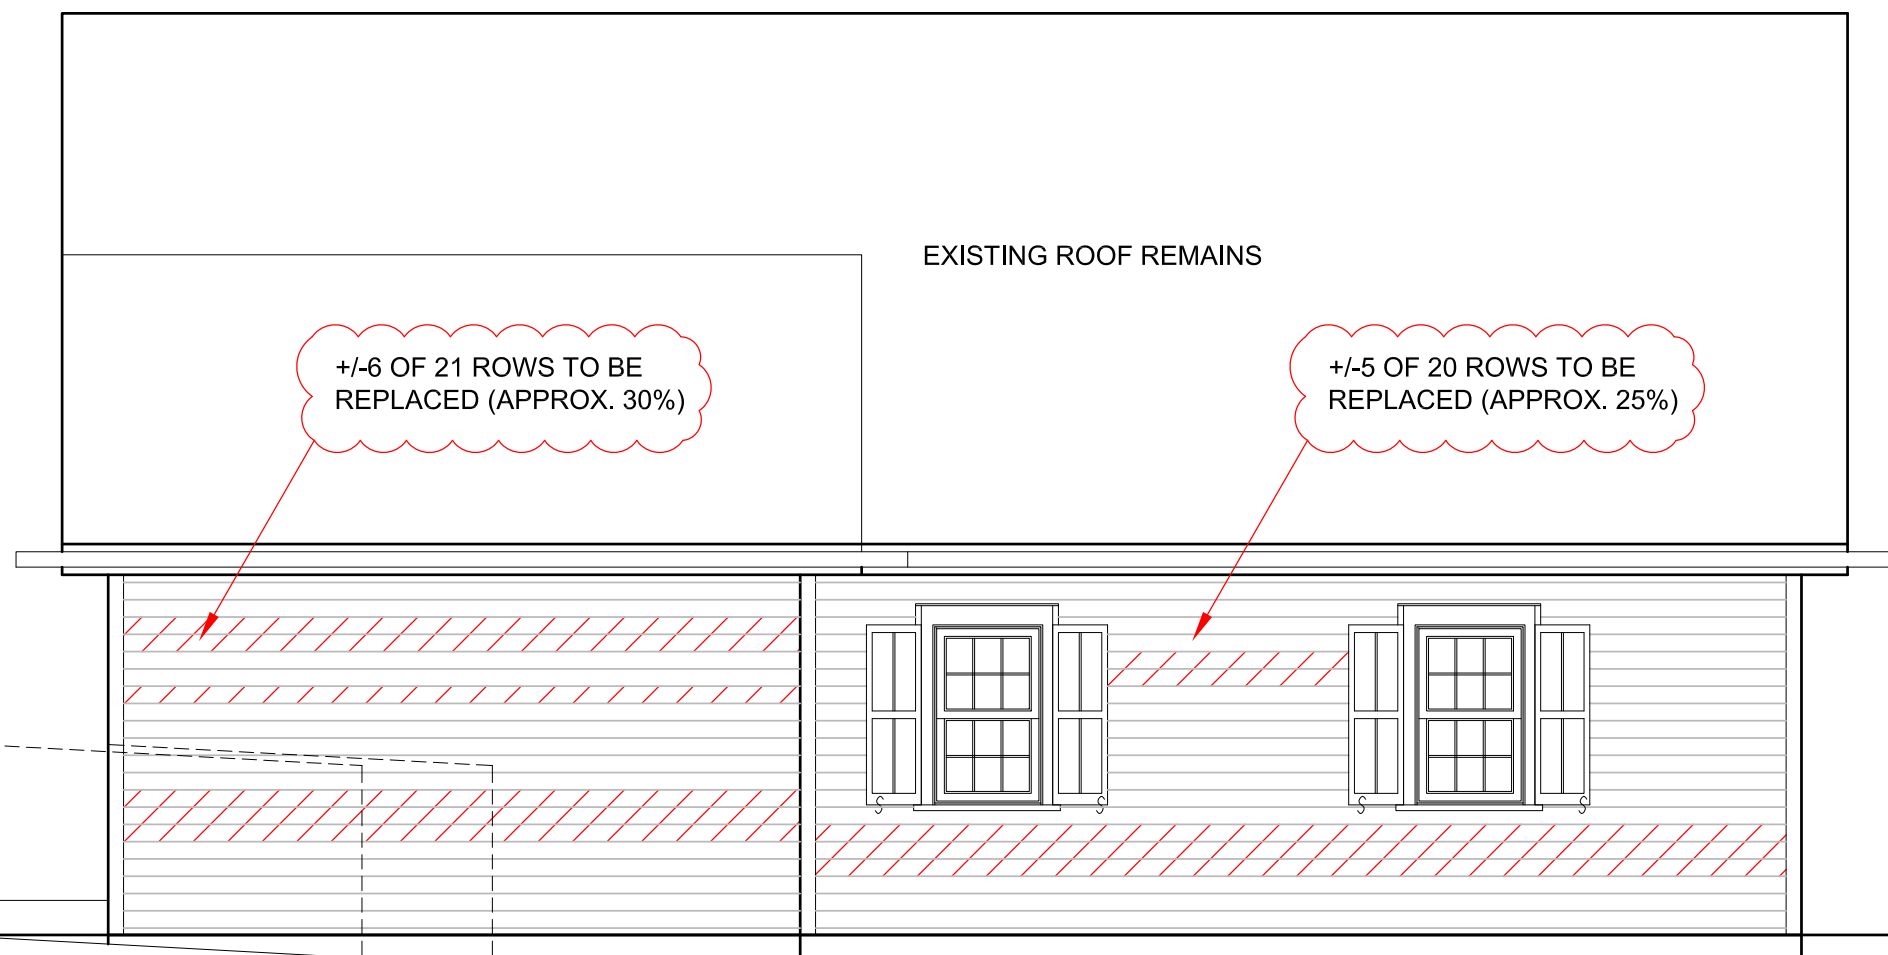 EXISTING ROOF REMAINS
+/-6 OF 21 ROWS TO BE
REPLACED (APPROX. 30%)
+/-5 OF 20 ROWS TO BE
REPLACED (APPROX. 25%)